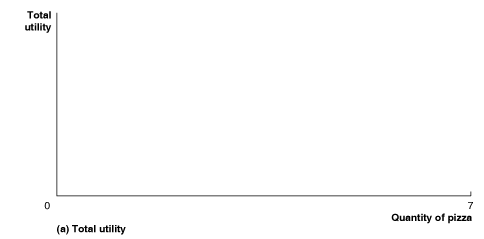 Total
utility
0
7
Quantity of pizza
(a) Total utility